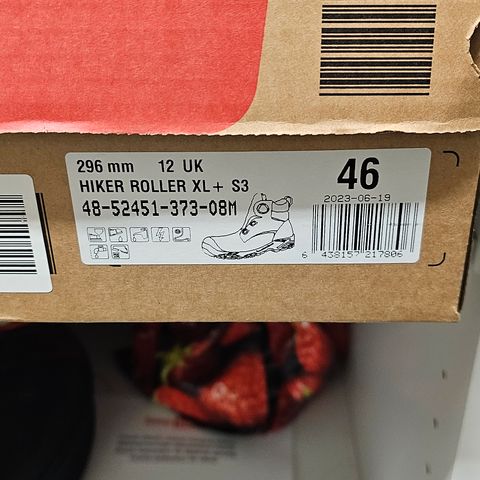 296 mm 12 UK
46
HIKER ROLLER XL+ S3
2023-06-19
48-52451-373-08M
6 438157 217806